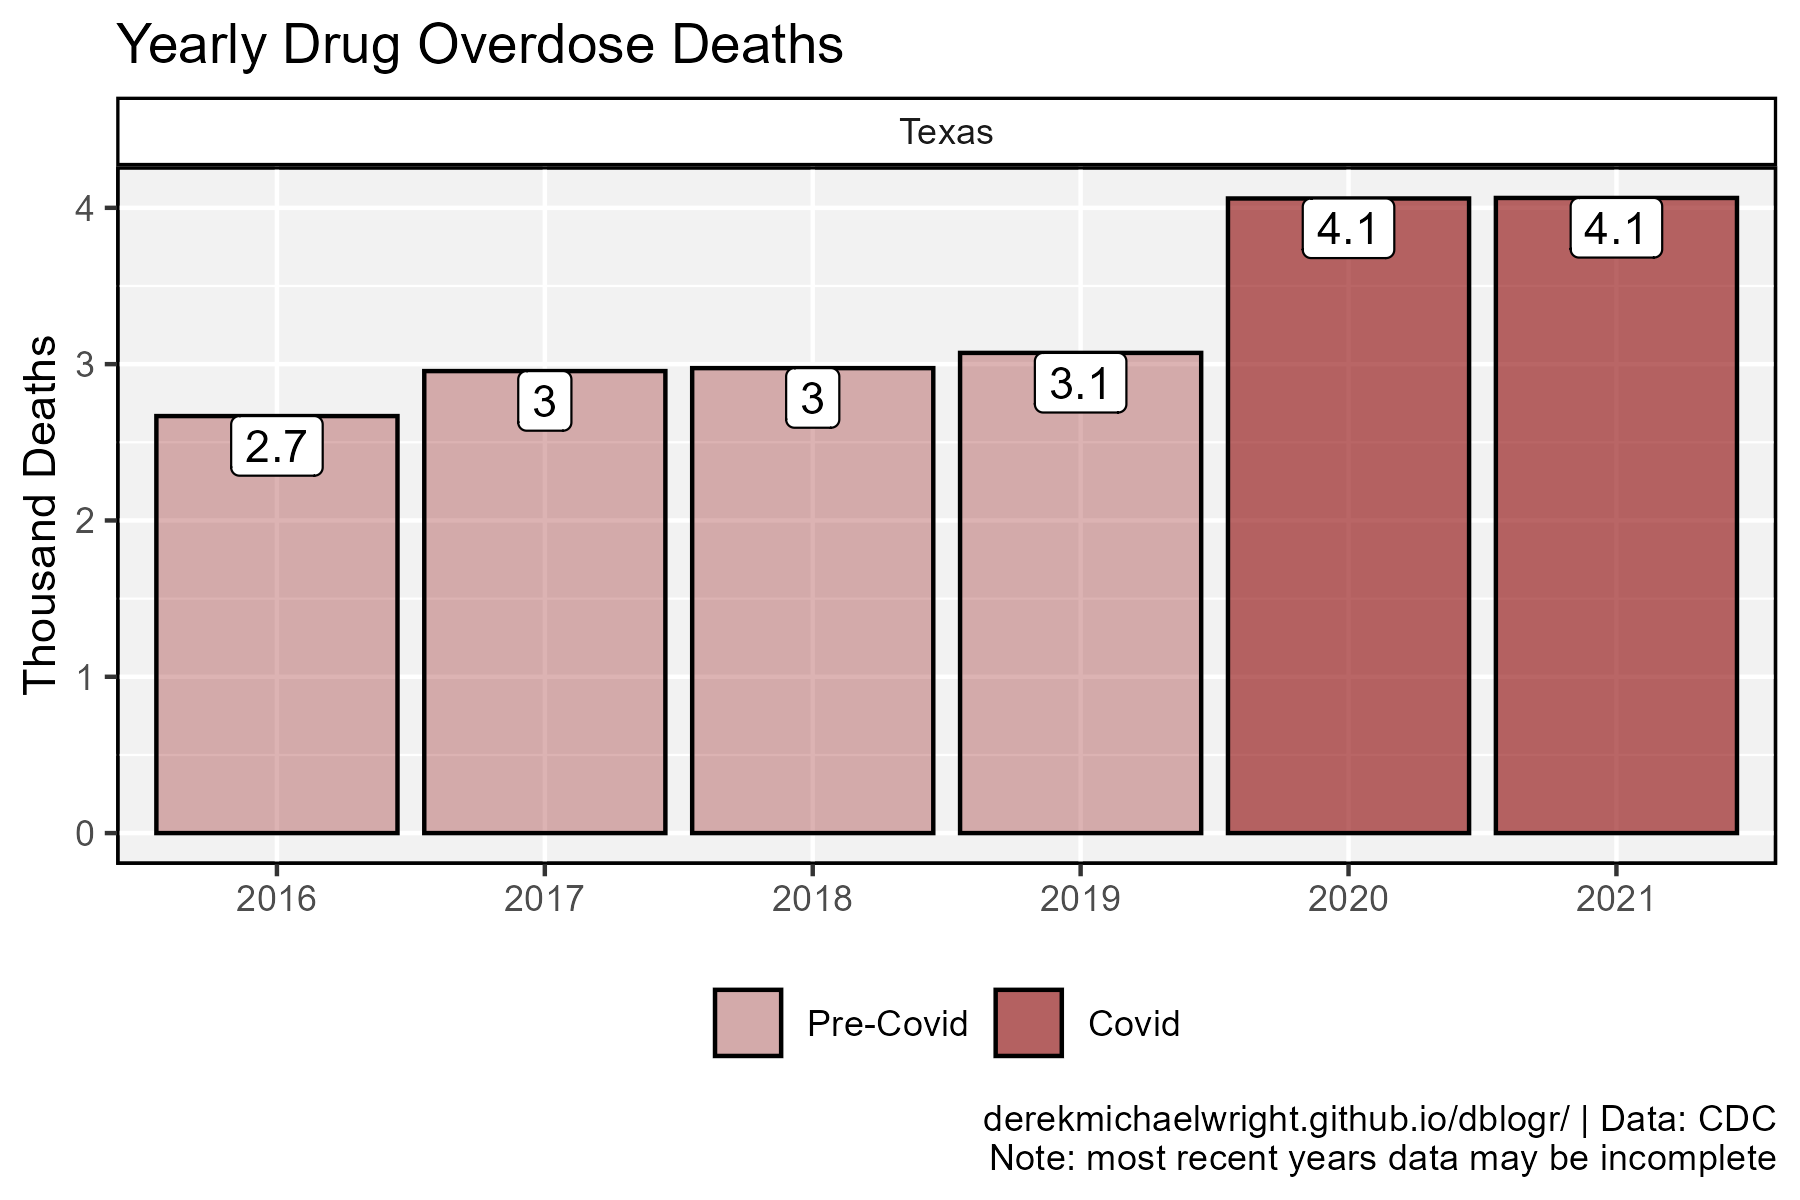 Yearly Drug Overdose Deaths
Texas
Thousand Deaths
4
3
2
1
0
2.7
3
3
3.1
4.1
4.1
2016 2017 2018 2019 2020 2021
Pre-Covid Covid
derekmichaelwright.github.io/dblogr/ | Data: CDC
Note: most recent years data may be incomplete